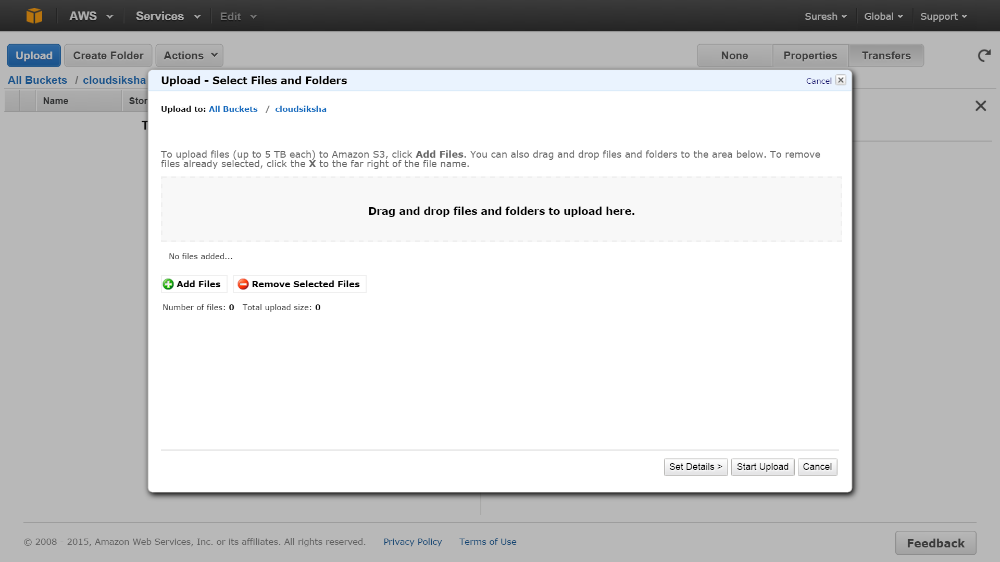 AWS Services Edit Suresh Global Support
Upload Create Folder Actions None Properties Transfers
All Buckets / cloudsiksha
Name Stor
T
Upload - Select Files and Folders Cancel
Upload to: All Buckets / cloudsiksha
To upload files (up to 5 TB each) to Amazon S3, click Add Files. You can also drag and drop files and folders to the area below. To remove
files already selected, click the X to the far right of the file name.
Drag and drop files and folders to upload here.
No files added...
Add Files Remove Selected Files
Number of files: 0 Total upload size: 0
Set Details > Start Upload Cancel
© 2008 - 2015, Amazon Web Services, Inc. or its affiliates. All rights reserved. Privacy Policy Terms of Use Feedback